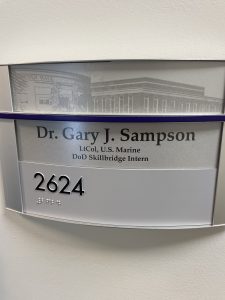 Dr. Gary J. Sampson
LtCol, U.S. Marine
DoD Skillbridge Intern
2624